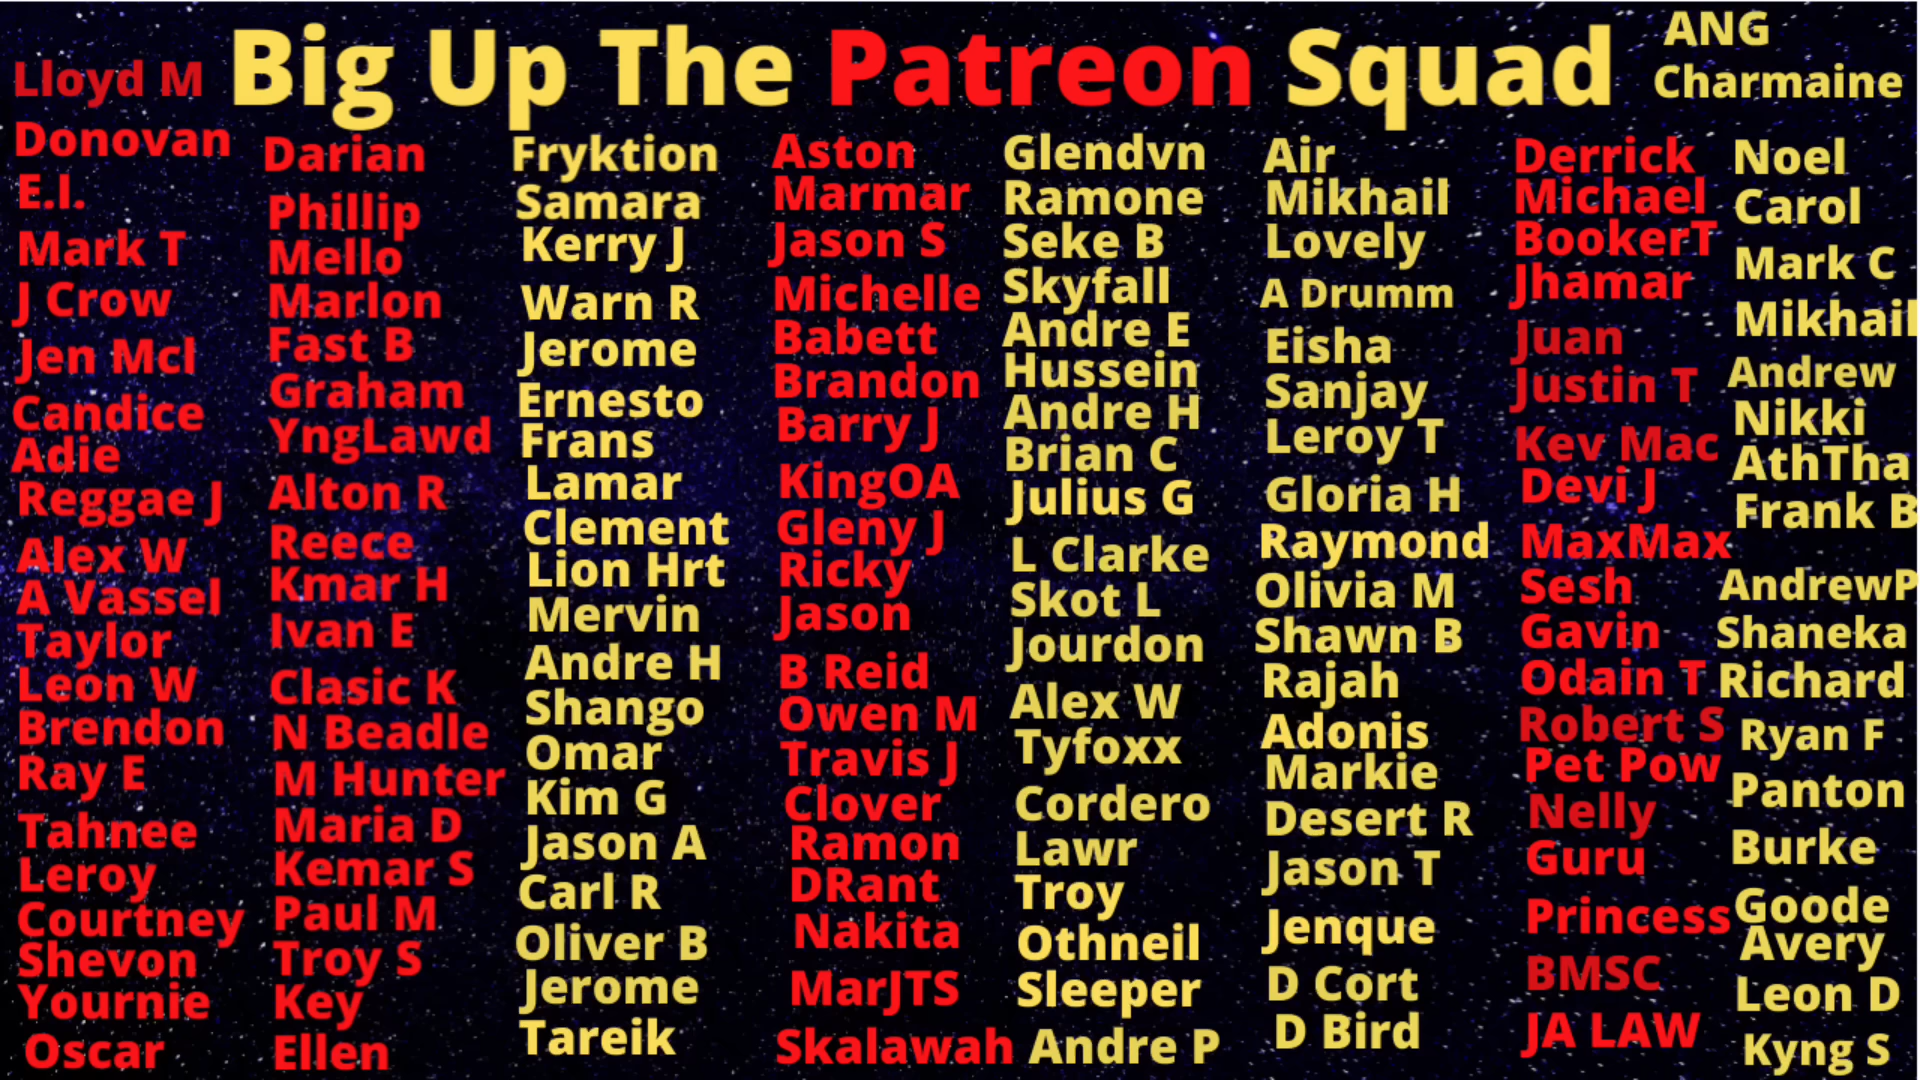 Big Up The Patreon Squad
ANG
Charmaine
Lloyd M
Donovan
E.I.
Mark T
J Crow
Jen Mcl
Candice
Adie
Reggae J
Alex W
A Vassel
Taylor
Leon W
Brendon
Ray E
Tahnee
Leroy
Courtney
Shevon
Yournie
Oscar
Darian
Phillip
Mello
Marlon
Fast B
Graham
YngLawd
Alton R
Reece
Kmar H
Ivan E
Clasic K
N Beadle
M Hunter
Maria D
Kemar S
Paul M
Troy S
Key
Ellen
Fryktion
Samara
Kerry J
Warn R
Jerome
Ernesto
Frans
Lamar
Clement
Lion Hrt
Mervin
Andre H
Shango
Omar
Kim G
Jason A
Carl R
Oliver B
Jerome
Tareik
Aston
Marmar
Jason S
Michelle
Babett
Brandon
Barry J
KingOA
Gleny J
Ricky
Jason
B Reid
Owen M
Travis J
Clover
Ramon
DRant
Nakita
MarJTS
Skalawah
Glendvn
Ramone
Seke B
Skyfall
Andre E
Hussein
Andre H
Brian C
Julius G
L Clarke
Skot L
Jourdon
Alex W
Tyfoxx
Cordero
Lawr
Troy
Othneil
Sleeper
Andre P
Air
Mikhail
Lovely
A Drumm
Eisha
Sanjay
Leroy T
Gloria H
Raymond
Olivia M
Shawn B
Rajah
Adonis
Markie
Desert R
Jason T
Jenque
D Cort
D Bird
Derrick
Michael
BookerT
Jhamar
Juan
Justin T
Kev Mac
Devi J
MaxMax
Sesh
Gavin
Odain T
Robert S
Pet Pow
Nelly
Guru
Princess
BMSC
JA LAW
Noel
Carol
Mark C
Mikhail
Andrew
Nikki
AthTha
Frank B
AndrewP
Shaneka
Richard
Ryan F
Panton
Burke
Goode
Avery
Leon D
Kyng S